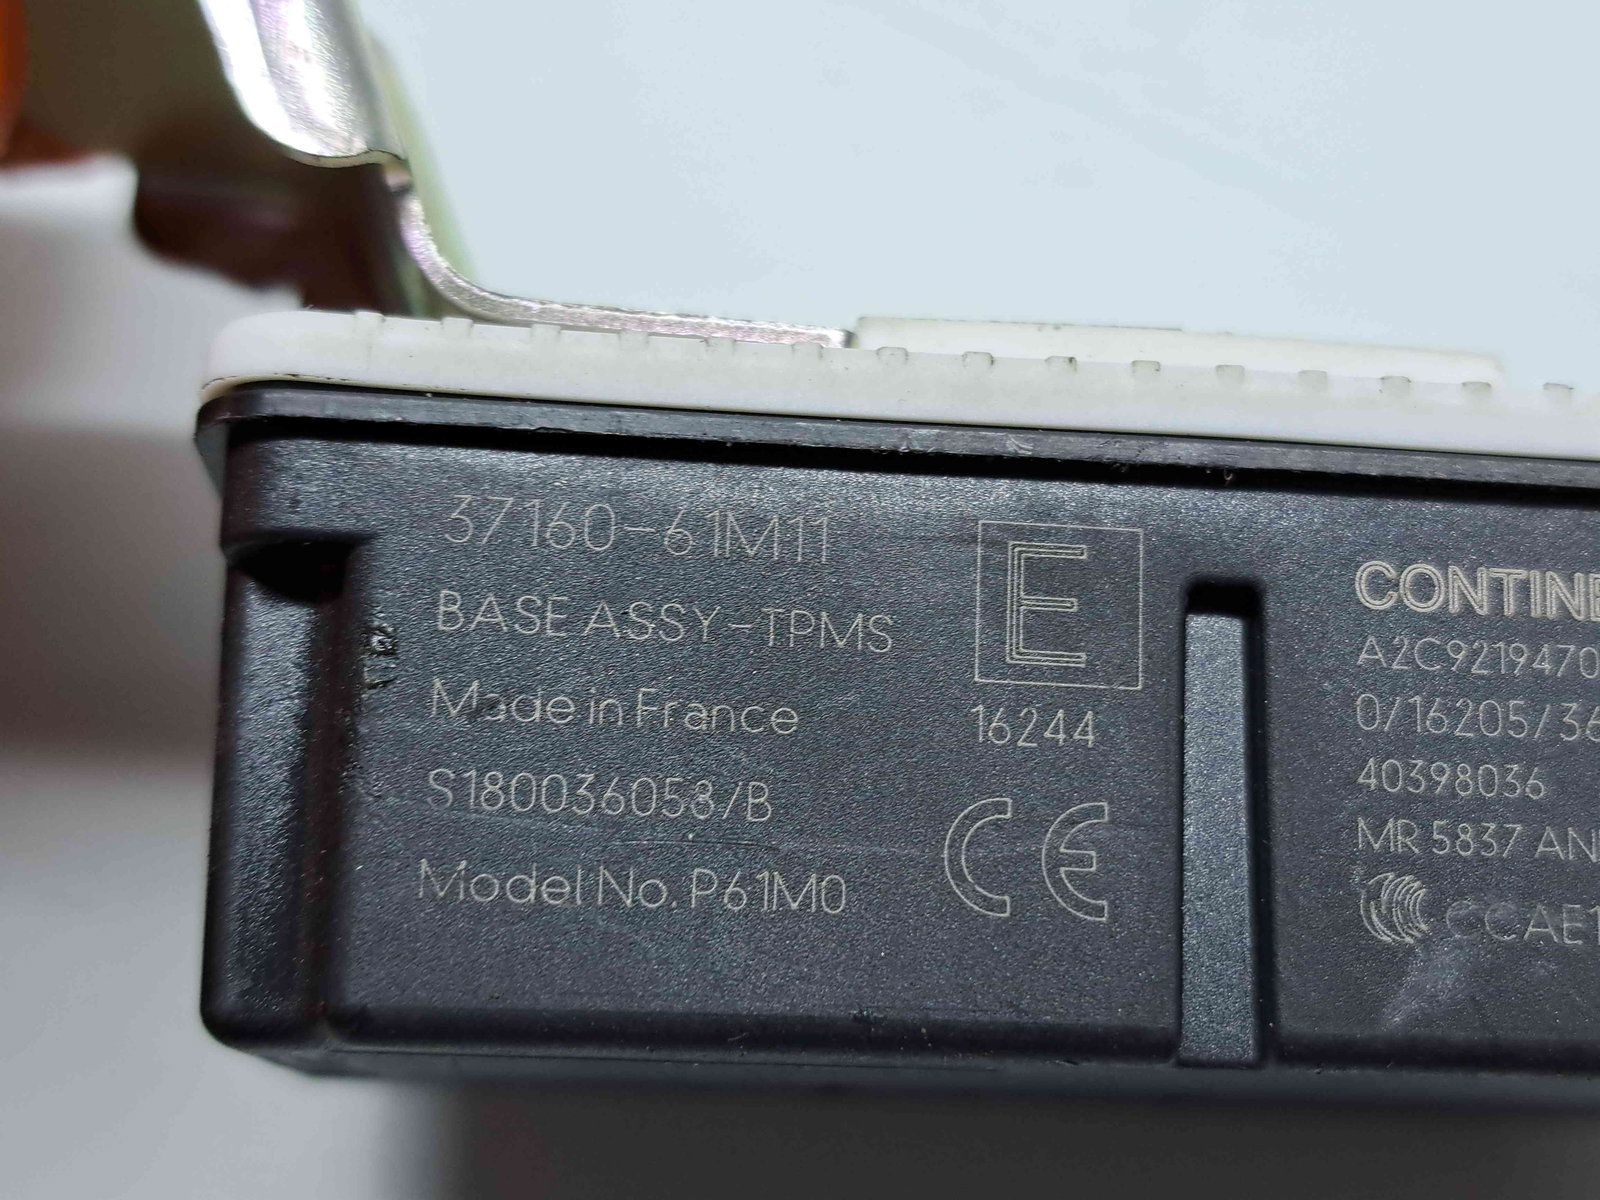 37160-61M11
BASE ASSY-TPMS
Made in France
S180036058/B
Model No. P61M0
E
16244
CE
CONTINE
A2C9219470
0/16205/36
40398036
MR 5837 AN
CCAE1